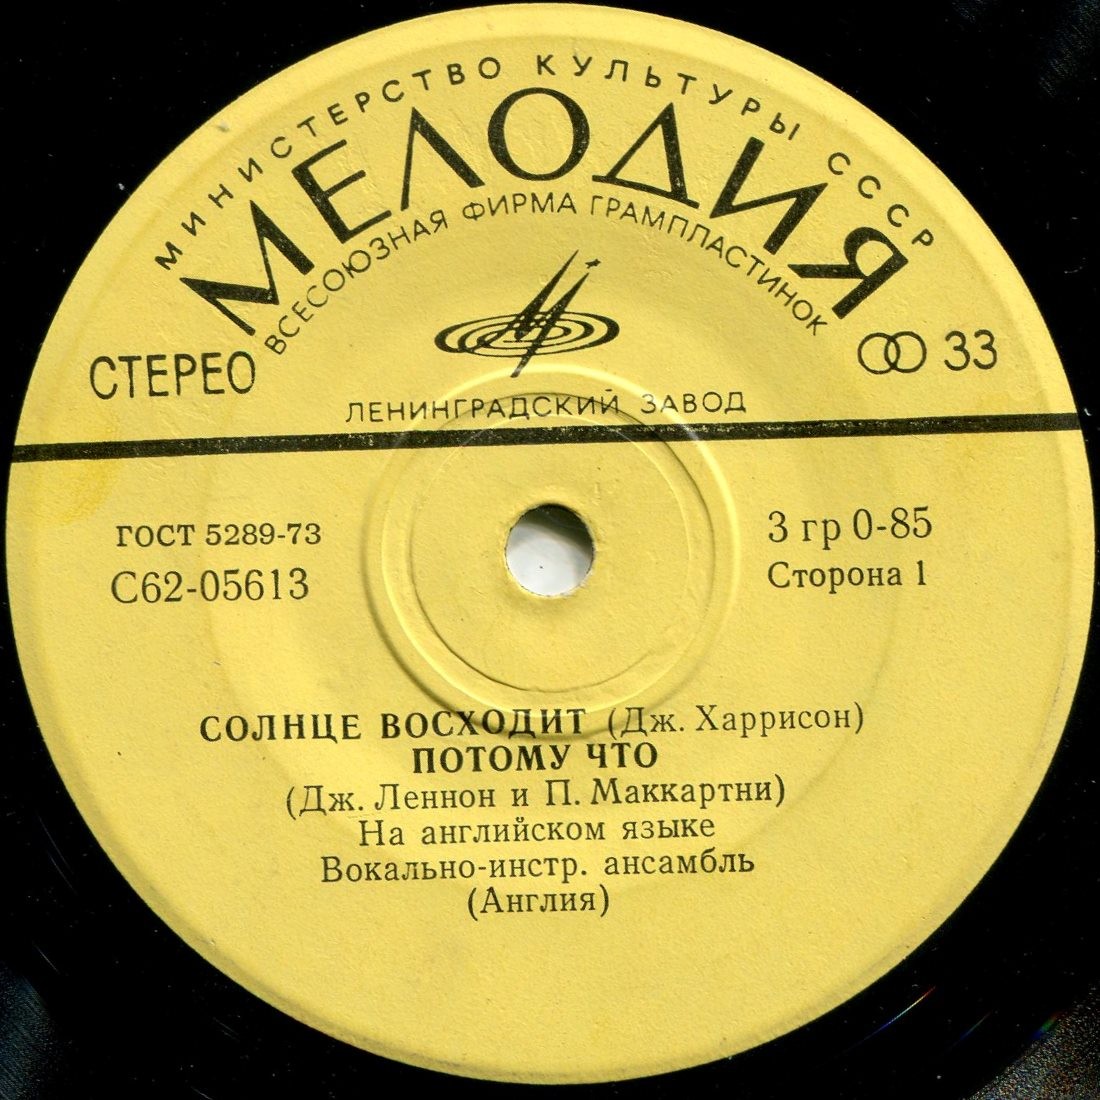 МИНИСТЕРСТВО КУЛЬТУРЫ СССР
МЕЛОДИЯ
ВСЕСОЮЗНАЯ ФИРМА ГРАМПЛАСТИНОК
СТЕРЕО
33
ЛЕНИНГРАДСКИЙ ЗАВОД
ГОСТ 5289-73
3 гр 0-85
С62-05613
Сторона 1
СОЛНЦЕ ВОСХОДИТ (Дж. Харрисон)
ПОТОМУ ЧТО
(Дж. Леннон и П. Маккартни)
На английском языке
Вокально-инстр. ансамбль
(Англия)